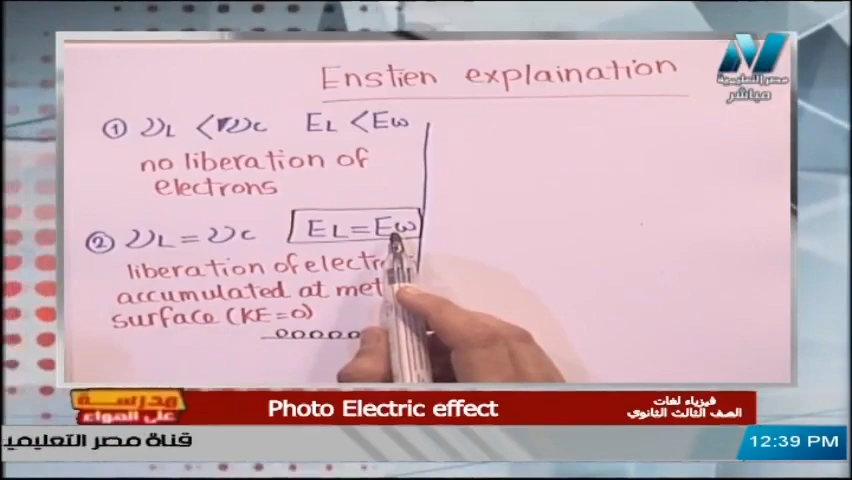 مصر التعليمية
مباشر
Enstien explaination
① νL < νc EL < Ew
no liberation of
electrons
② νL = νc EL = Ew
liberation of electr
accumulated at met
surface (KE=0)
مدرسة
على الهواء
Photo Electric effect
فيزياء لغات
الصف الثالث الثانوي
قناة مصر التعليمي
12:39 PM